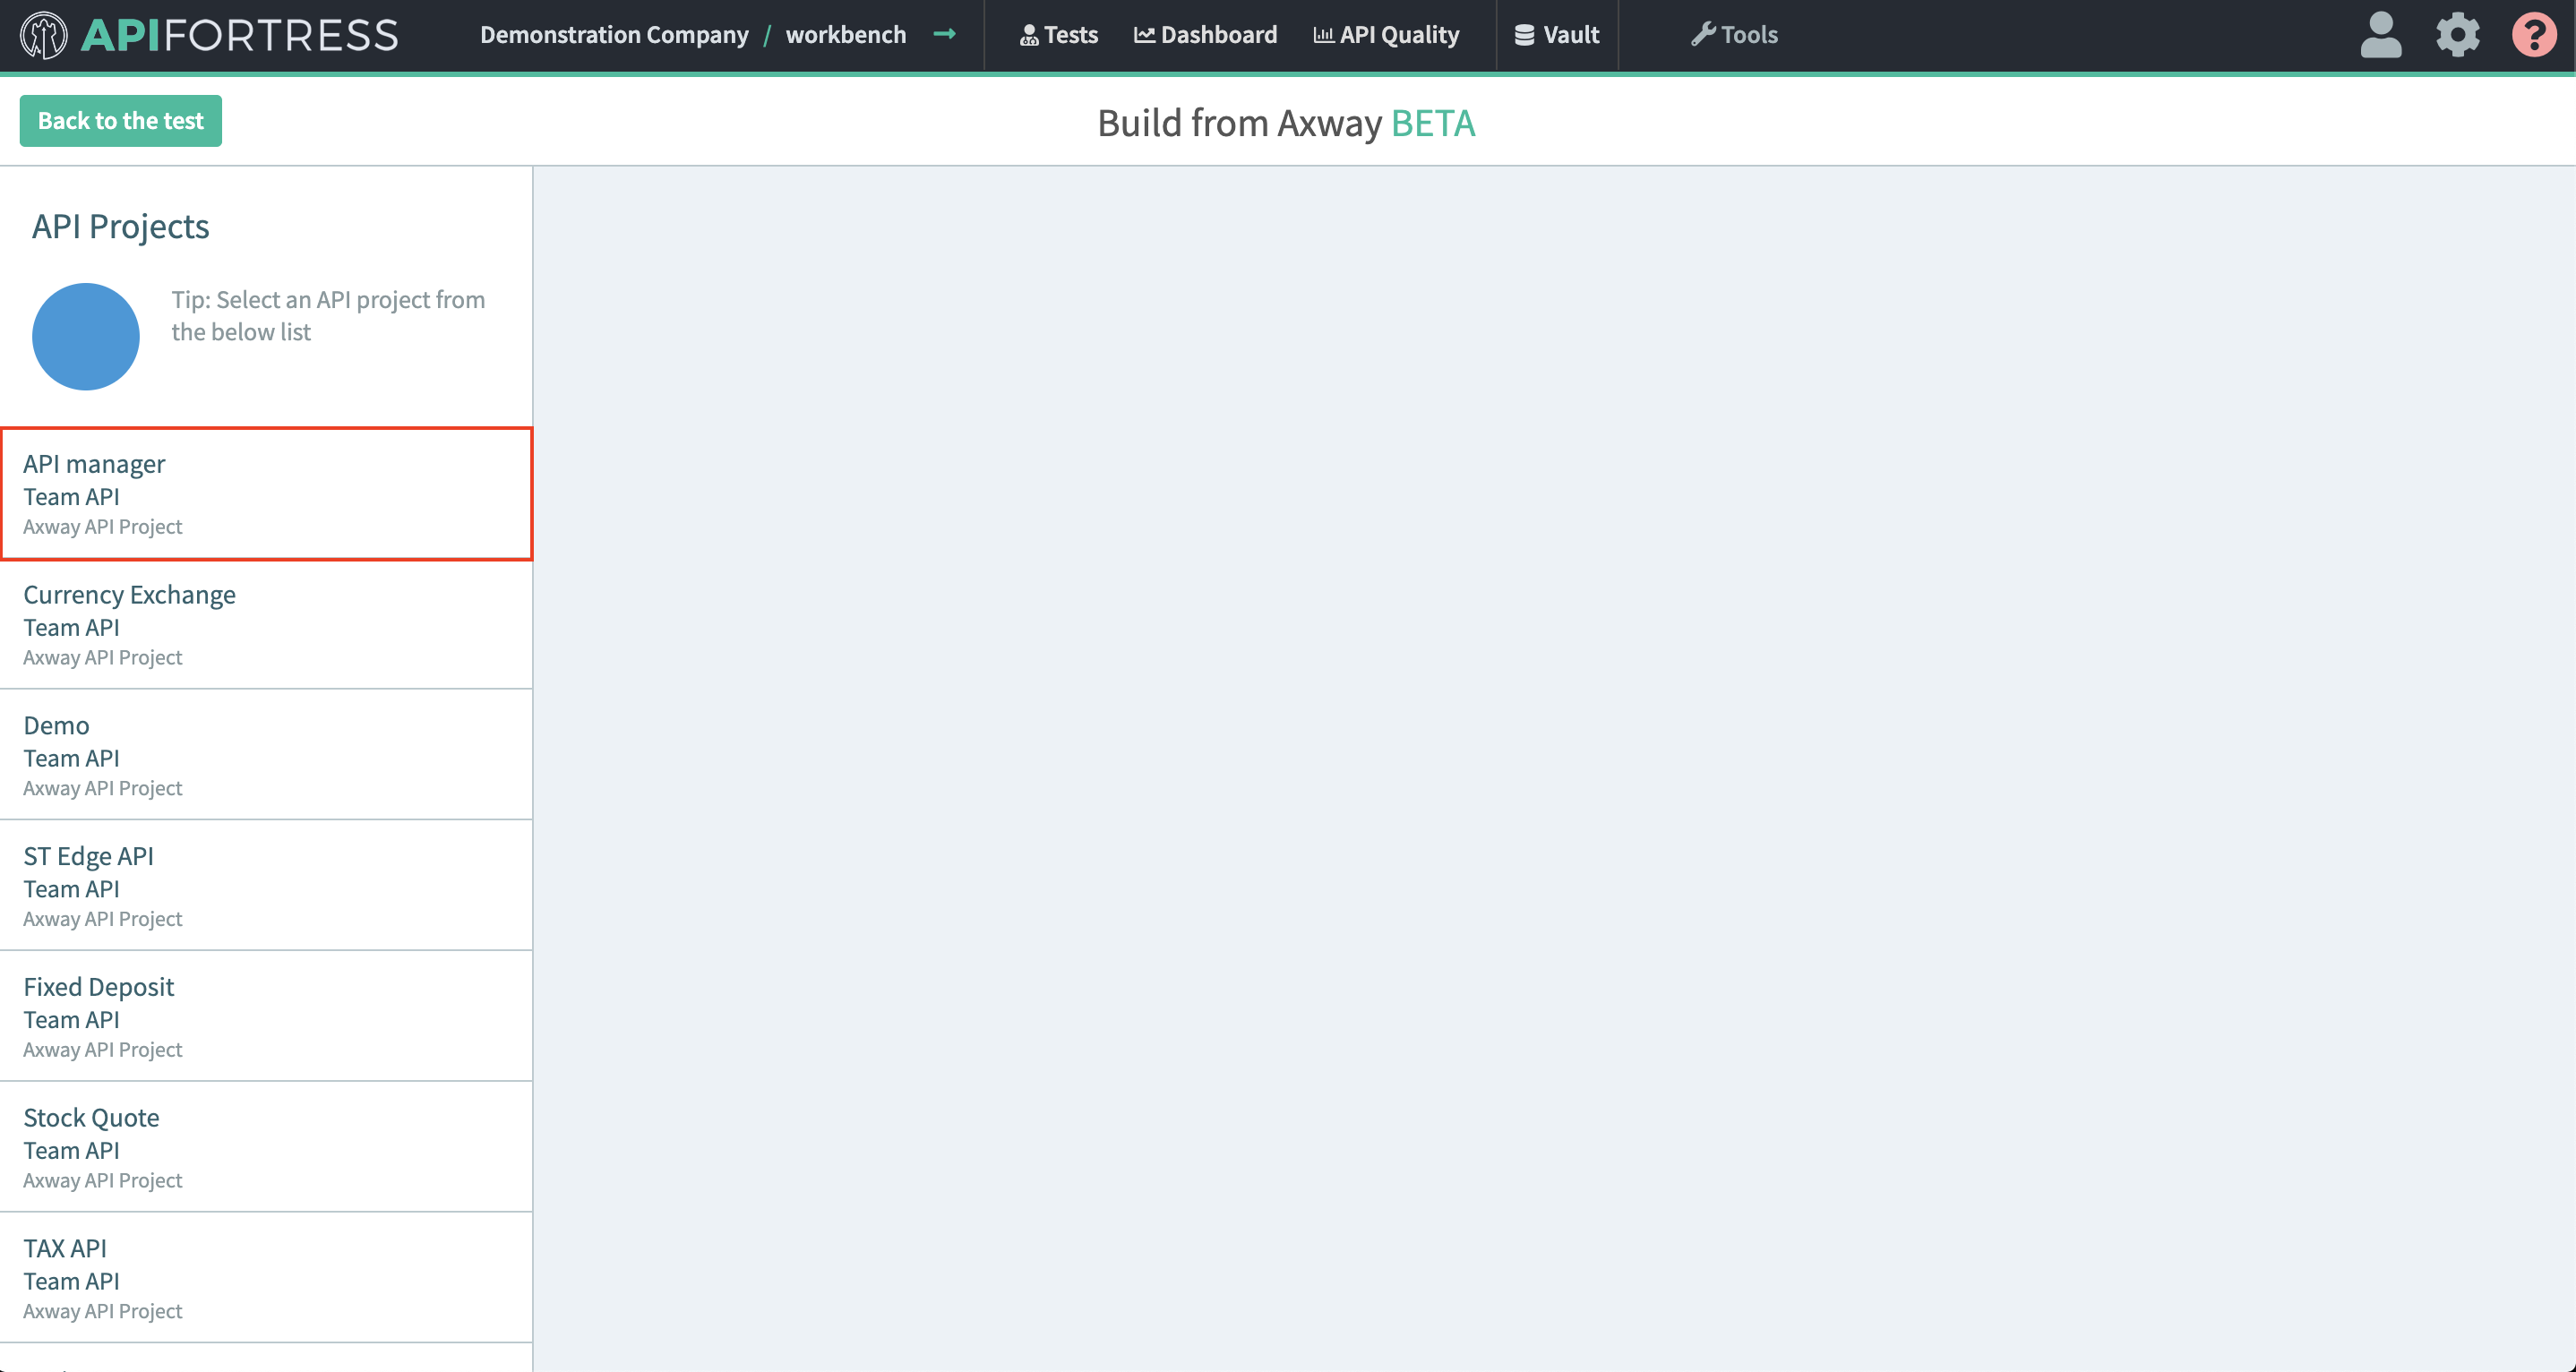 APIFORTRESS
Demonstration Company / workbench
Tests
Dashboard
API Quality
Vault
Tools
?
Back to the test
Build from Axway BETA
API Projects
Tip: Select an API project from
the below list
API manager
Team API
Axway API Project
Currency Exchange
Team API
Axway API Project
Demo
Team API
Axway API Project
ST Edge API
Team API
Axway API Project
Fixed Deposit
Team API
Axway API Project
Stock Quote
Team API
Axway API Project
TAX API
Team API
Axway API Project